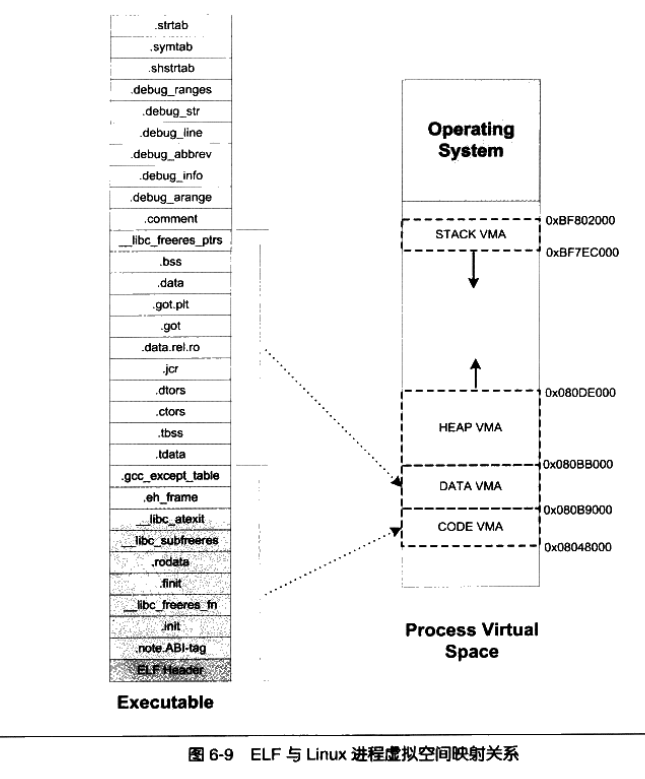 .strtab
.symtab
.shstrtab
.debug_ranges
.debug_str
.debug_line
.debug_abbrev
.debug_info
.debug_arange
.comment
__libc_freeres_ptrs
.bss
.data
.got.plt
.got
.data.rel.ro
.jcr
.dtors
.ctors
.tbss
.tdata
.gcc_except_table
.eh_frame
__libc_atexit
__libc_subfreeres
.rodata
.finit
__libc_freeres_fn
.init
.note.ABI-tag
ELF Header
Executable
Operating
System
0xBF802000
STACK VMA
0xBF7EC000
0x080DE000
HEAP VMA
0x080BB000
DATA VMA
0x080B9000
CODE VMA
0x08048000
Process Virtual
Space
图 6-9 ELF 与 Linux 进程虚拟空间映射关系